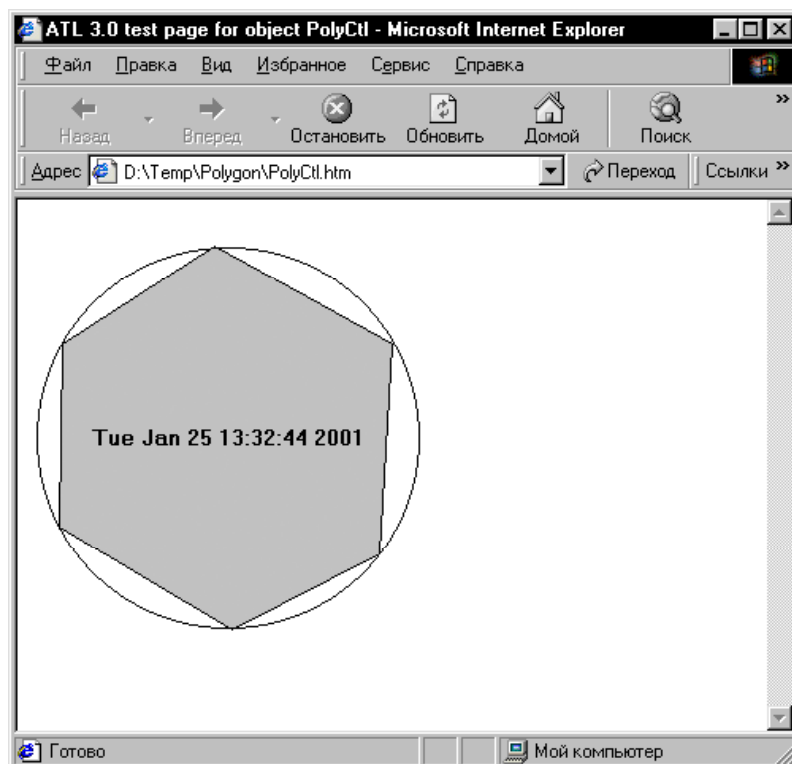 ATL 3.0 test page for object PolyCtl - Microsoft Internet Explorer
Файл Правка Вид Избранное Сервис Справка
Назад Вперед Остановить Обновить Домой Поиск »
Адрес D:\Temp\Polygon\PolyCtl.htm Переход Ссылки »
Tue Jan 25 13:32:44 2001
Готово Мой компьютер